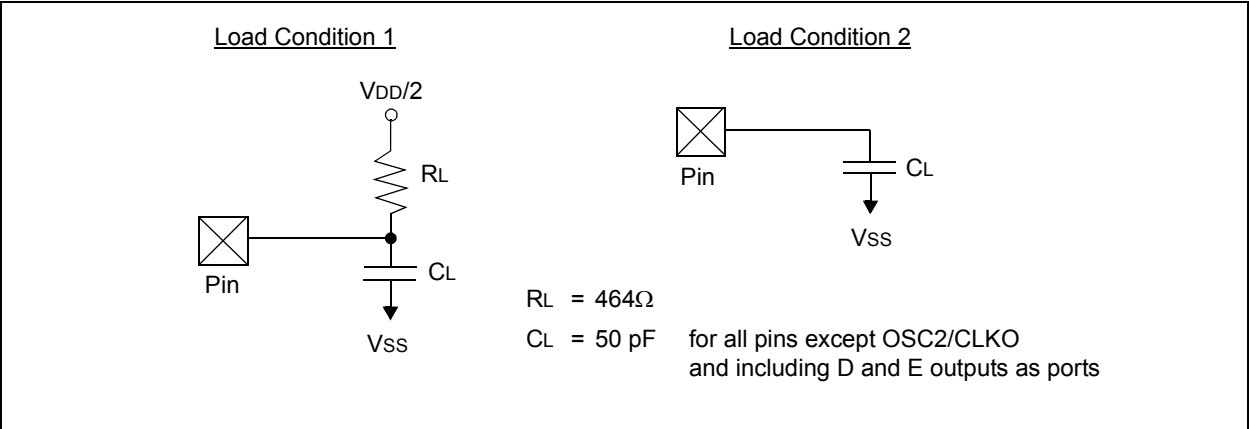 Load Condition 1
VDD/2
RL
Pin
CL
VSS
Load Condition 2
Pin
CL
VSS
RL = 464Ω
CL = 50 pF for all pins except OSC2/CLKO
and including D and E outputs as ports